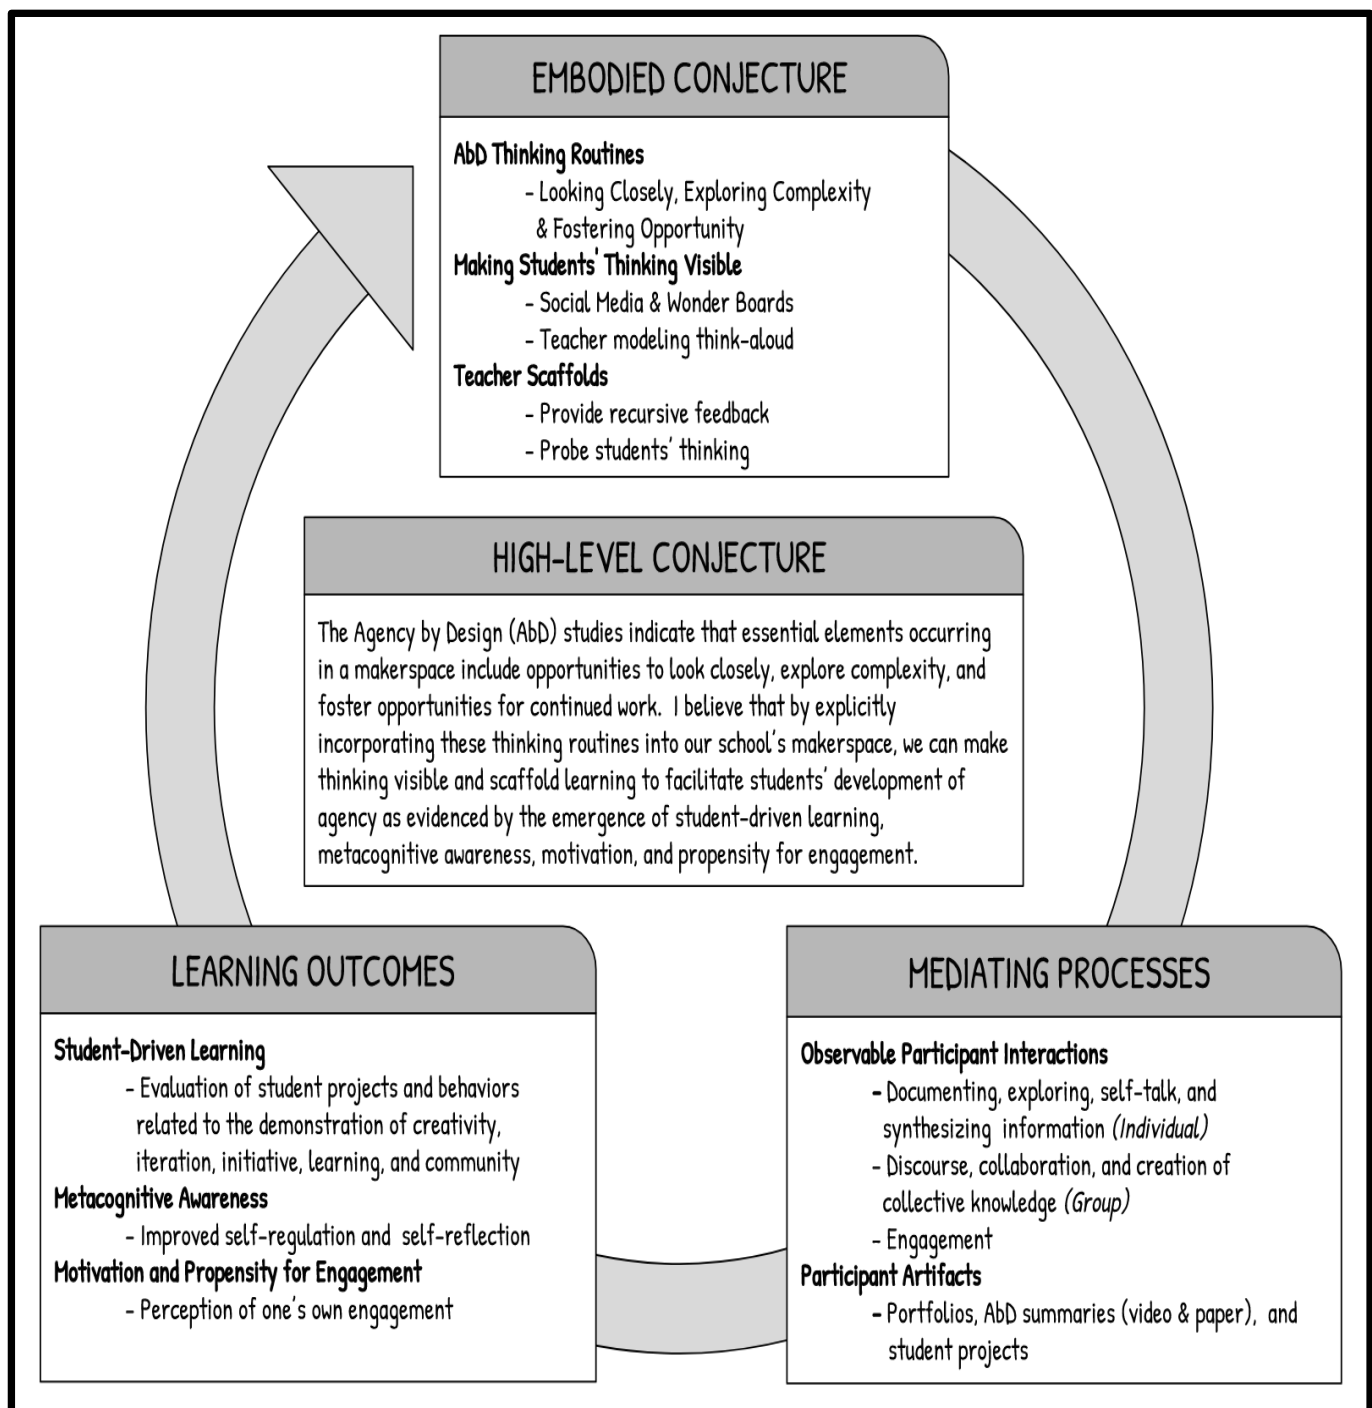 EMBODIED CONJECTURE
AbD Thinking Routines
- Looking Closely, Exploring Complexity
& Fostering Opportunity
Making Students' Thinking Visible
- Social Media & Wonder Boards
- Teacher modeling think-aloud
Teacher Scaffolds
- Provide recursive feedback
- Probe students' thinking
HIGH-LEVEL CONJECTURE
The Agency by Design (AbD) studies indicate that essential elements occurring
in a makerspace include opportunities to look closely, explore complexity, and
foster opportunities for continued work. I believe that by explicitly
incorporating these thinking routines into our school's makerspace, we can make
thinking visible and scaffold learning to facilitate students' development of
agency as evidenced by the emergence of student-driven learning,
metacognitive awareness, motivation, and propensity for engagement.
LEARNING OUTCOMES
Student-Driven Learning
- Evaluation of student projects and behaviors
related to the demonstration of creativity,
iteration, initiative, learning, and community
Metacognitive Awareness
- Improved self-regulation and self-reflection
Motivation and Propensity for Engagement
- Perception of one's own engagement
MEDIATING PROCESSES
Observable Participant Interactions
- Documenting, exploring, self-talk, and
synthesizing information (Individual)
- Discourse, collaboration, and creation of
collective knowledge (Group)
- Engagement
Participant Artifacts
- Portfolios, AbD summaries (video & paper), and
student projects